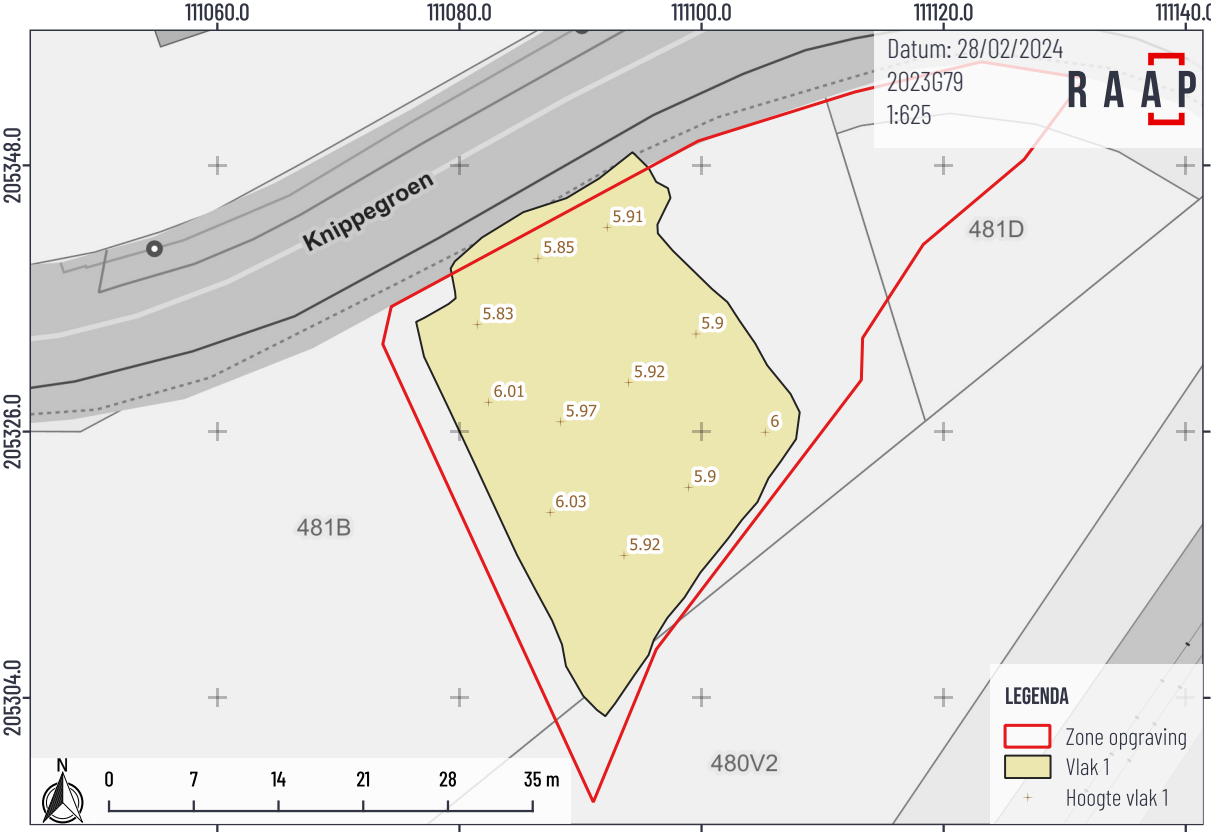 111060.0 111080.0 111100.0 111120.0 111140.0
Datum: 28/02/2024
2023G79
1:625
RAAP
205348.0
205326.0
205304.0
Knippegroen
481D
5.91
5.85
5.83
5.9
5.92
6.01
5.97
6
5.9
6.03
5.92
481B
480V2
N
0 7 14 21 28 35 m
LEGENDA
Zone opgraving
Vlak 1
Hoogte vlak 1